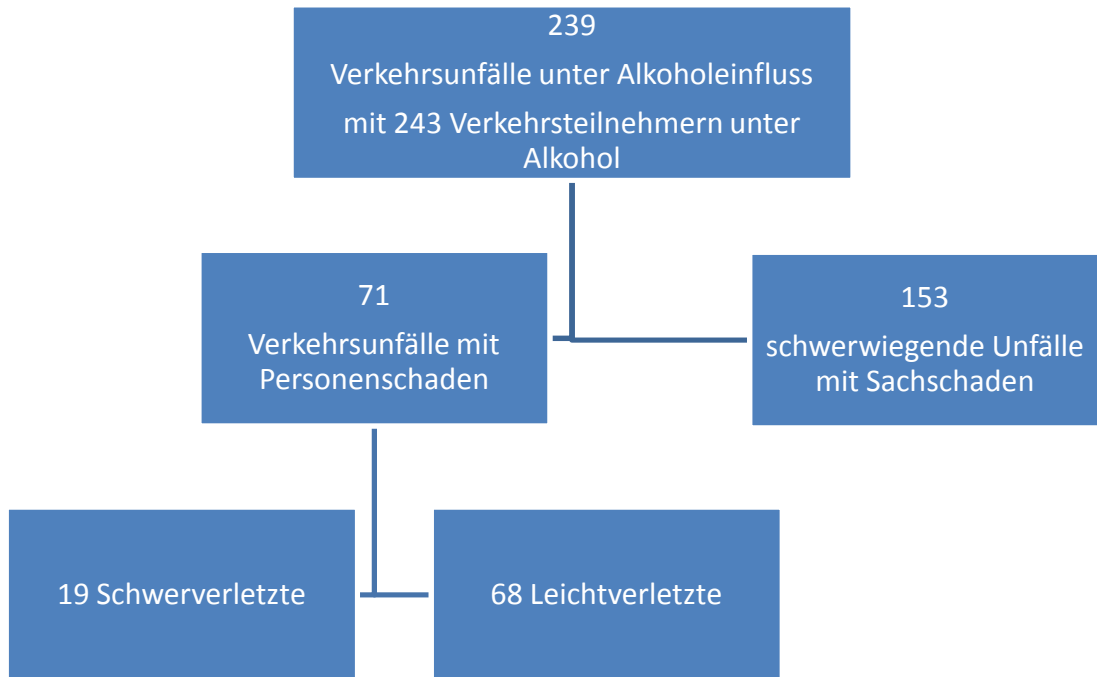 239
Verkehrsunfälle unter Alkoholeinfluss
mit 243 Verkehrsteilnehmern unter
Alkohol
71
Verkehrsunfälle mit
Personenschaden
153
schwerwiegende Unfälle
mit Sachschaden
19 Schwerverletzte
68 Leichtverletzte